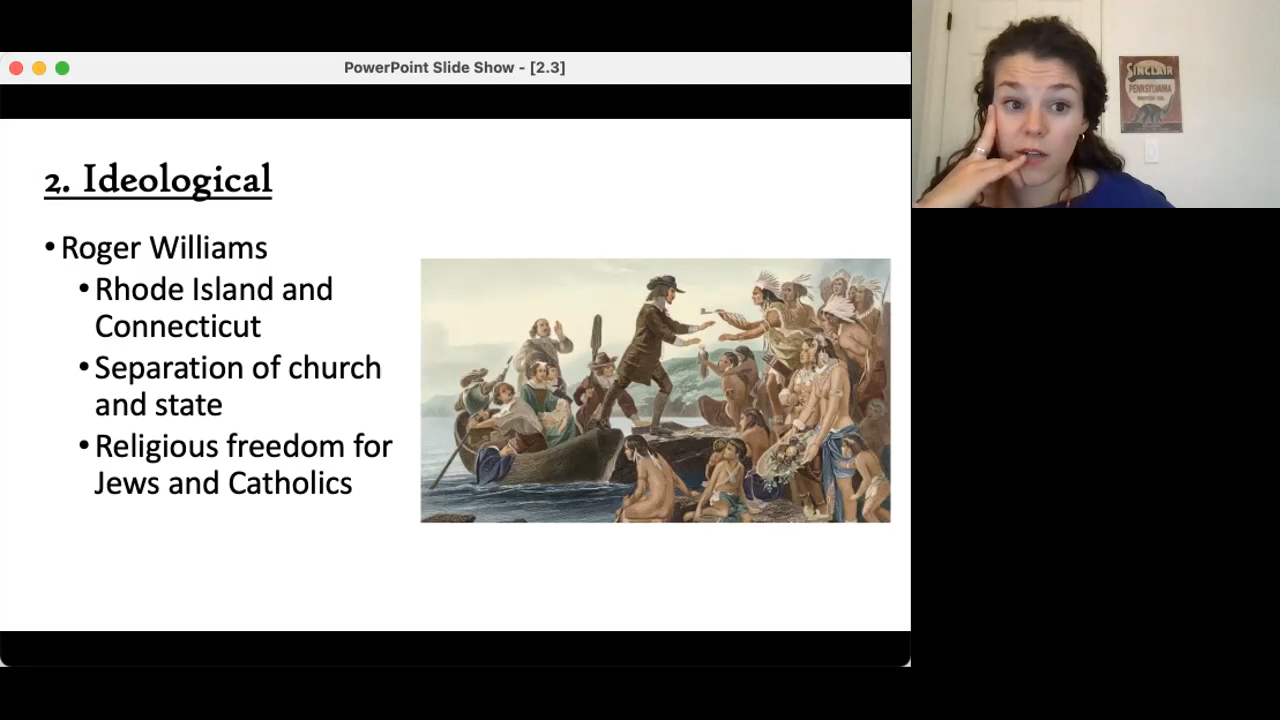 PowerPoint Slide Show - [2.3]
2. Ideological
• Roger Williams
• Rhode Island and
Connecticut
• Separation of church
and state
• Religious freedom for
Jews and Catholics
SINCLAIR
PENNSYLVANIA